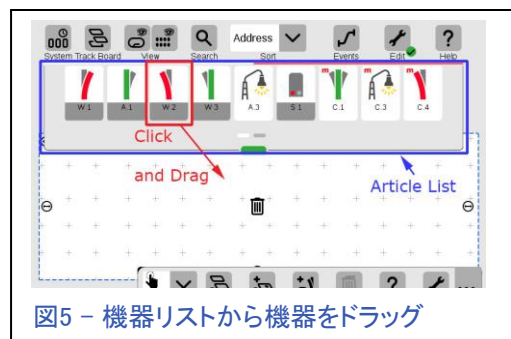 000
Address
System Track Board View Search Sort Events Edit Help
m m m
W.1 A.1 W.2 W.3 A.3 S.1 C.1 C.3 C.4
Click
and Drag
Article List
?
図5 – 機器リストから機器をドラッグ